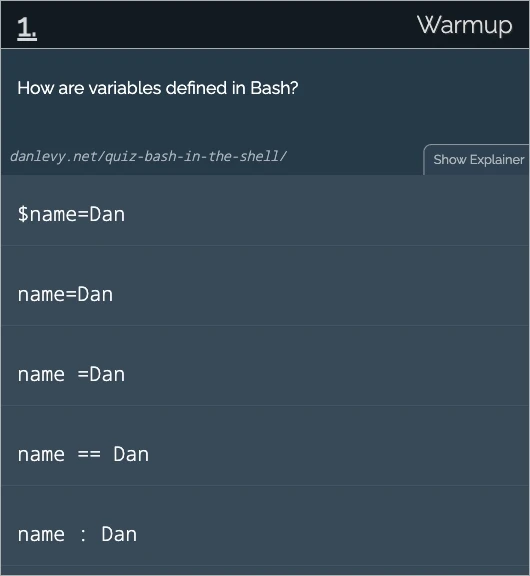 1.
Warmup
How are variables defined in Bash?
danlevy.net/quiz-bash-in-the-shell/
Show Explainer
$name=Dan
name=Dan
name =Dan
name == Dan
name : Dan